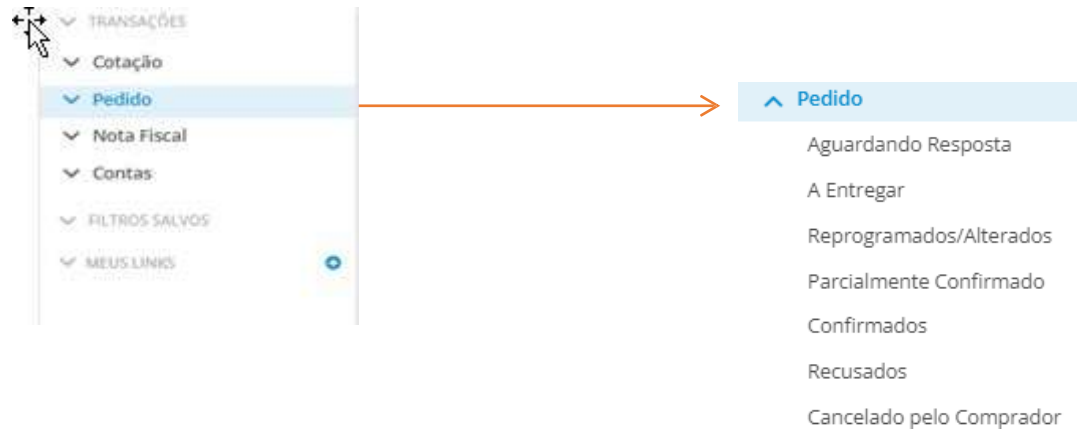 TRANSAÇÕES
Cotação
Pedido
Nota Fiscal
Contas
FILTROS SALVOS
MEUS LINKS
Pedido
Aguardando Resposta
A Entregar
Reprogramados/Alterados
Parcialmente Confirmado
Confirmados
Recusados
Cancelado pelo Comprador